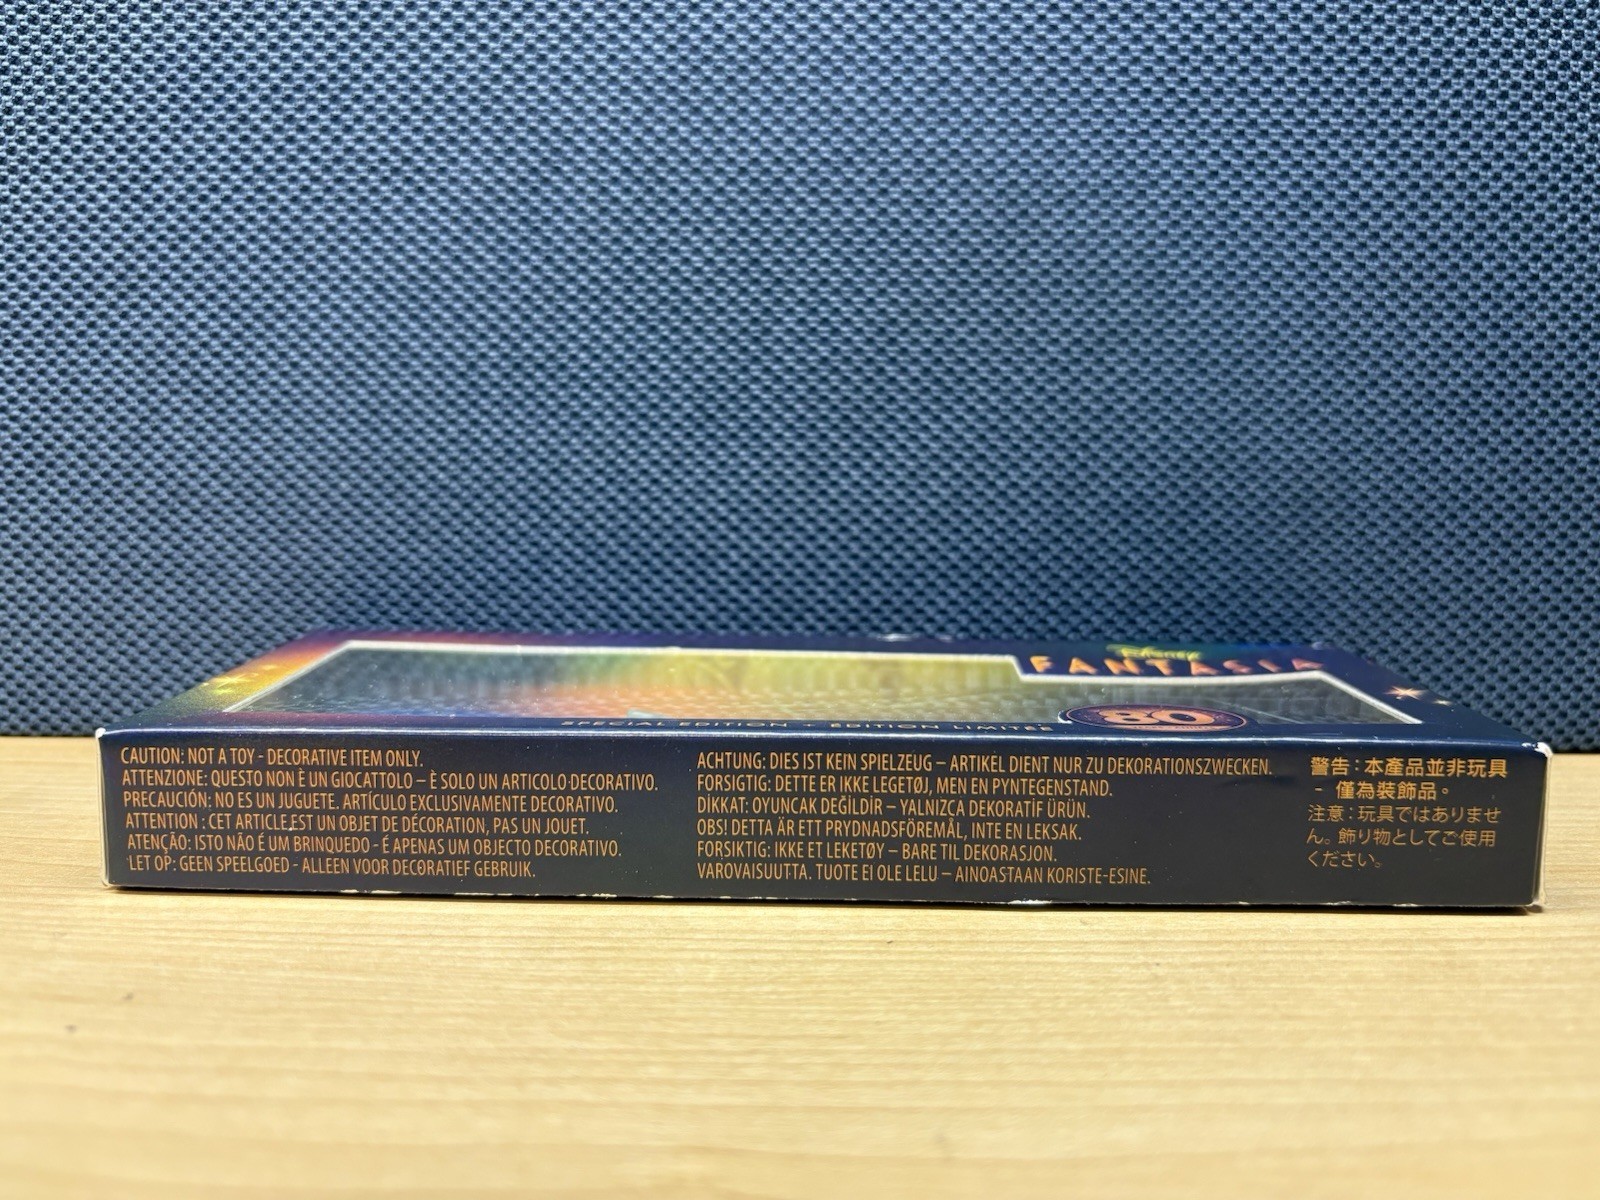 Disney
FANTASIA
80
SPECIAL EDITION + ÉDITION LIMITÉE
CAUTION: NOT A TOY - DECORATIVE ITEM ONLY.
ATTENZIONE: QUESTO NON È UN GIOCATTOLO – È SOLO UN ARTICOLO DECORATIVO.
PRECAUCIÓN: NO ES UN JUGUETE. ARTÍCULO EXCLUSIVAMENTE DECORATIVO.
ATTENTION : CET ARTICLE EST UN OBJET DE DÉCORATION, PAS UN JOUET.
ATENÇÃO: ISTO NÃO É UM BRINQUEDO - É APENAS UM OBJECTO DECORATIVO.
LET OP: GEEN SPEELGOED - ALLEEN VOOR DECORATIEF GEBRUIK.
ACHTUNG: DIES IST KEIN SPIELZEUG – ARTIKEL DIENT NUR ZU DEKORATIONSZWECKEN.
FORSIGTIG: DETTE ER IKKE LEGETØJ, MEN EN PYNTEGENSTAND.
DİKKAT: OYUNCAK DEĞİLDİR – YALNIZCA DEKORATİF ÜRÜN.
OBS! DETTA ÄR ETT PRYDNADSFÖREMÅL, INTE EN LEKSAK.
FORSIKTIG: IKKE ET LEKETØY – BARE TIL DEKORASJON.
VAROVAISUUTTA. TUOTE EI OLE LELU – AINOASTAAN KORISTE-ESINE.
警告：本產品並非玩具
- 僅為裝飾品。
注意：玩具ではありませ
ん。飾り物としてご使用
ください。